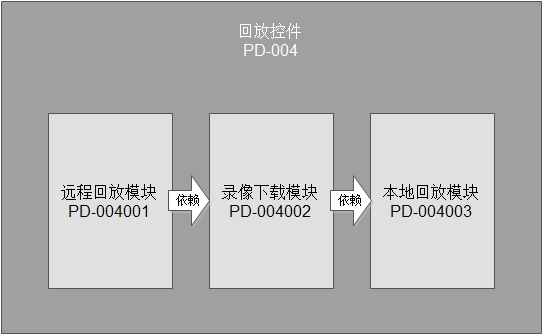 回放控件
PD-004
远程回放模块
PD-004001
依赖
录像下载模块
PD-004002
依赖
本地回放模块
PD-004003